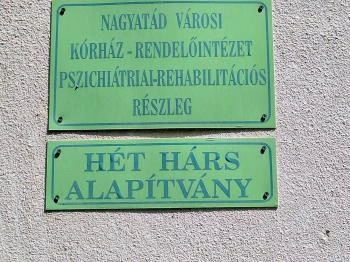 NAGYATÁD VÁROSI
KÓRHÁZ - RENDELŐINTÉZET
PSZICHIÁTRIAI-REHABILITÁCIÓS
RÉSZLEG
HÉT HÁRS
ALAPÍTVÁNY